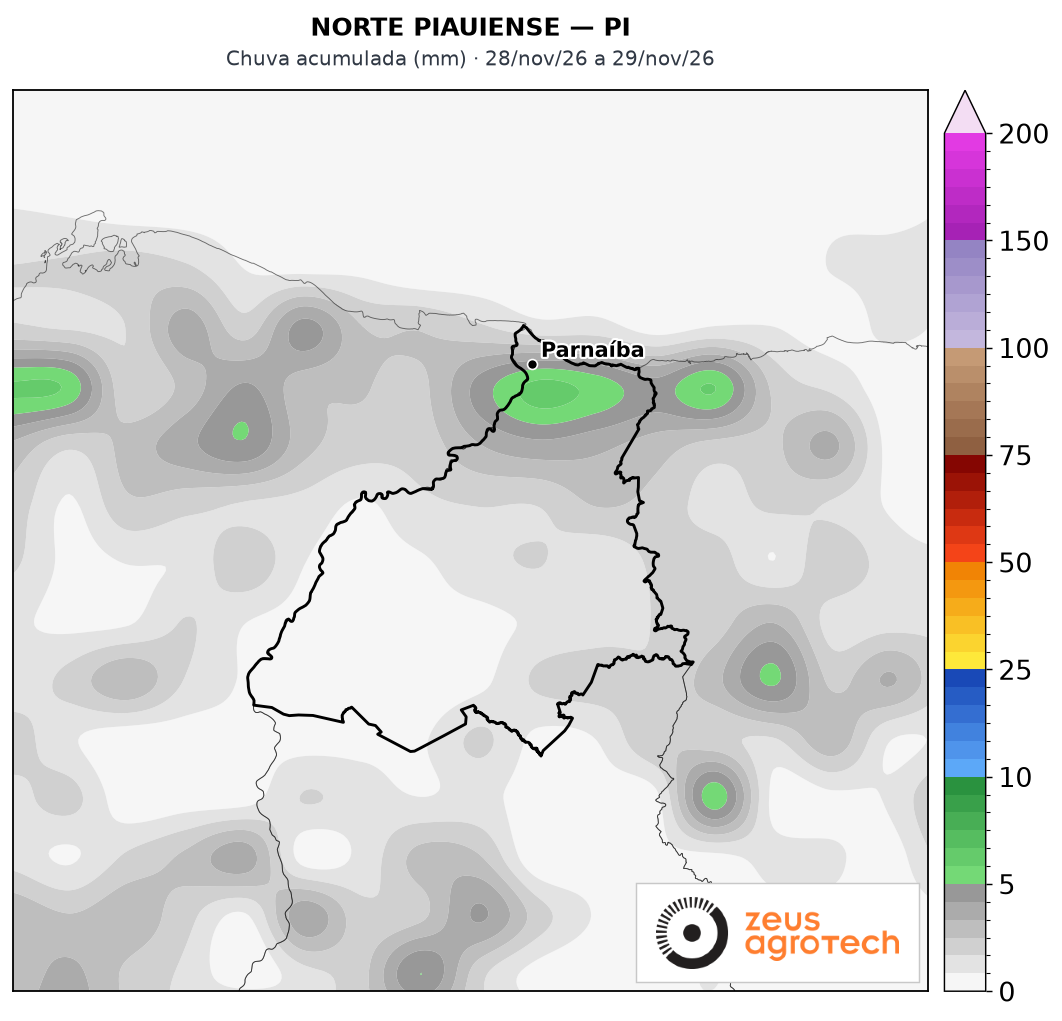 NORTE PIAUIENSE — PI
Chuva acumulada (mm) · 28/nov/26 a 29/nov/26
Parnaíba
200
150
100
75
50
25
10
5
0
zeus
agroTech